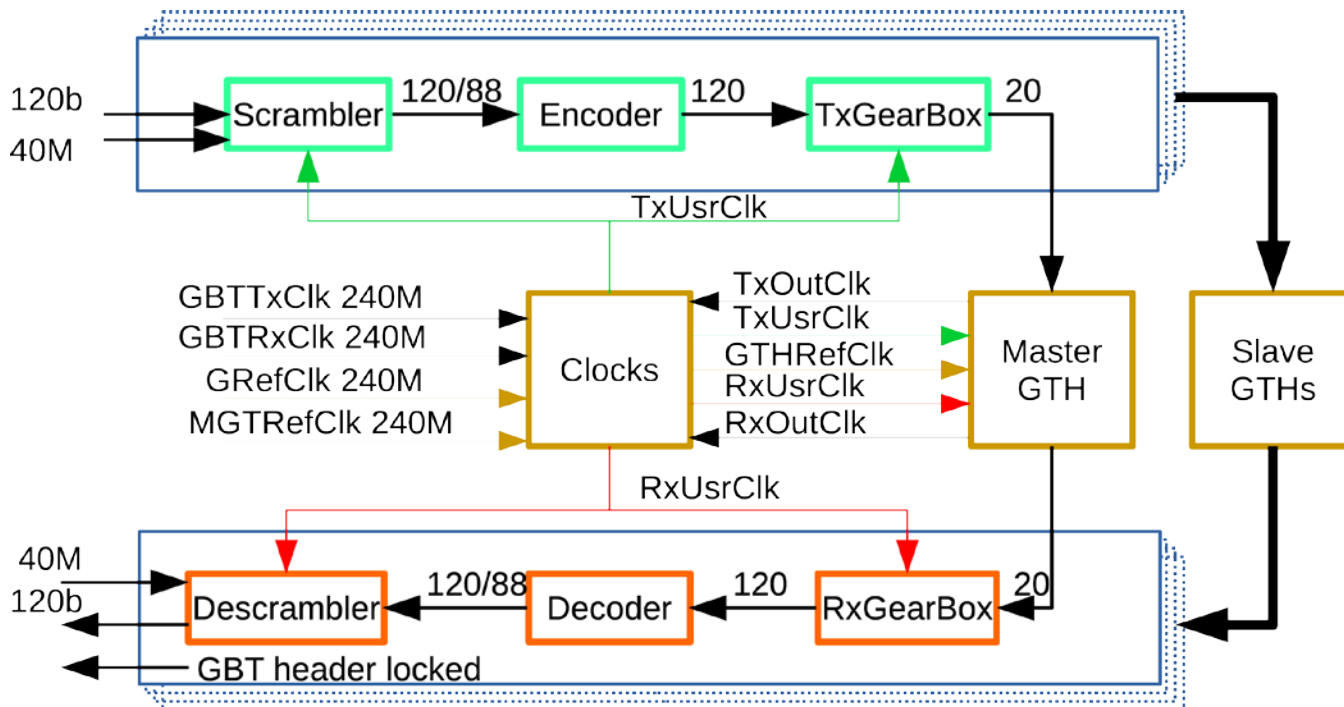 120b
40M
Scrambler
120/88
Encoder
120
TxGearBox
20
TxUsrClk
GBTTxClk 240M
GBTRxClk 240M
GRefClk 240M
MGTRefClk 240M
Clocks
TxOutClk
TxUsrClk
GTHRefClk
RxUsrClk
RxOutClk
Master
GTH
Slave
GTHs
RxUsrClk
40M
120b
Descrambler
120/88
Decoder
120
RxGearBox
20
GBT header locked